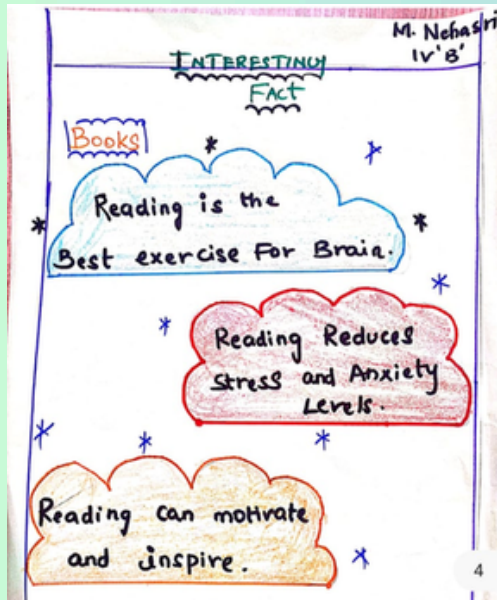 M. Nehasri
IV 'B'
INTERESTING
FACT
Books
Reading is the
Best exercise For Brain.
Reading Reduces
Stress and Anxiety
Levels.
Reading can motivate
and inspire.
4